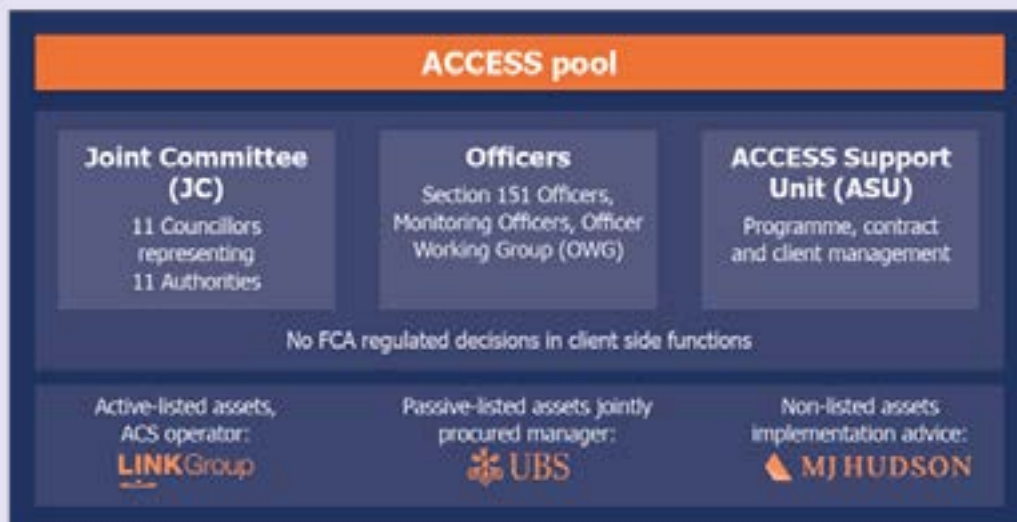 ACCESS pool
Joint Committee
(JC)
11 Councillors
representing
11 Authorities
Officers
Section 151 Officers,
Monitoring Officers, Officer
Working Group (OWG)
ACCESS Support
Unit (ASU)
Programme, contract
and client management
No FCA regulated decisions in client side functions
Active-listed assets,
ACS operator:
LINKGroup
Passive-listed assets jointly
procured manager:
UBS
Non-listed assets
implementation advice:
MJ HUDSON